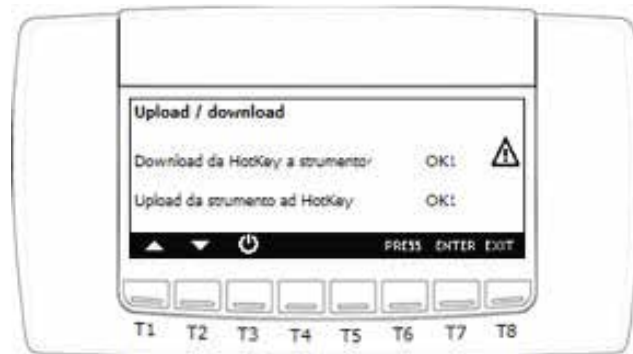 Upload / download
Download da HotKey a strumento OK!
Upload da strumento ad HotKey OK!
PRESS ENTER EXIT
T1 T2 T3 T4 T5 T6 T7 T8